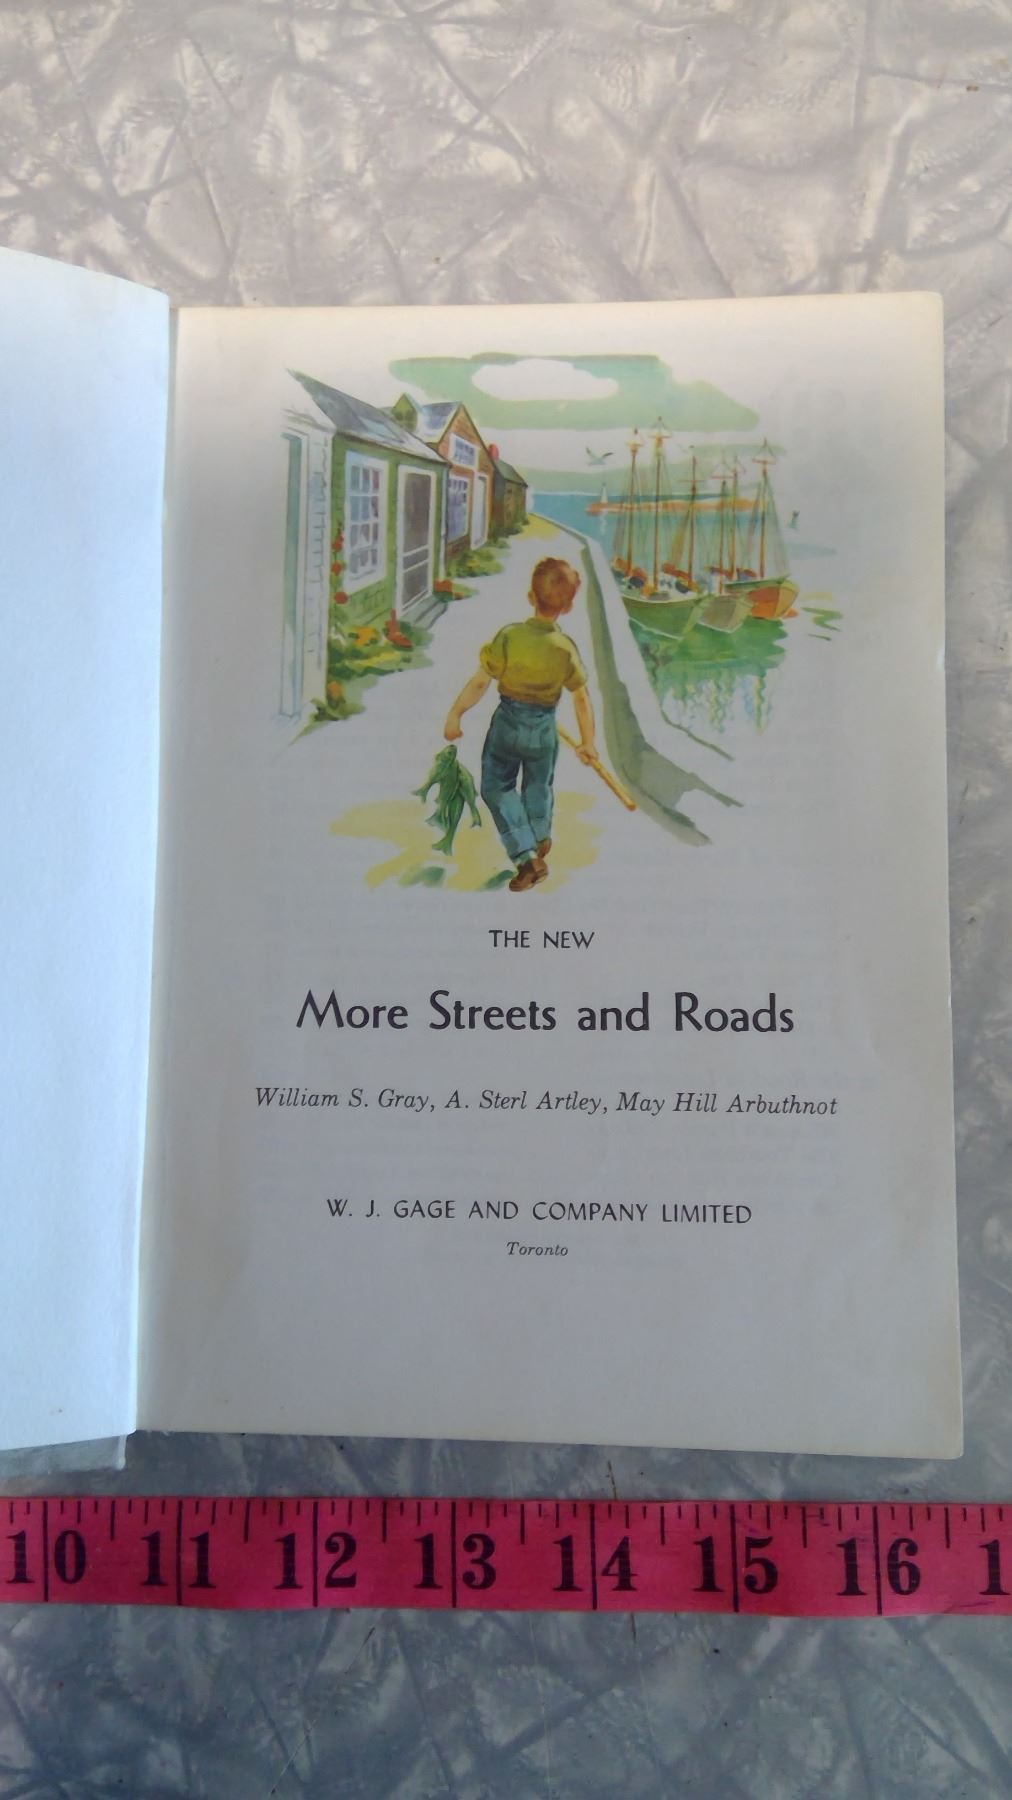 THE NEW
More Streets and Roads
William S. Gray, A. Sterl Artley, May Hill Arbuthnot
W. J. GAGE AND COMPANY LIMITED
Toronto
10 11 12 13 14 15 16 1